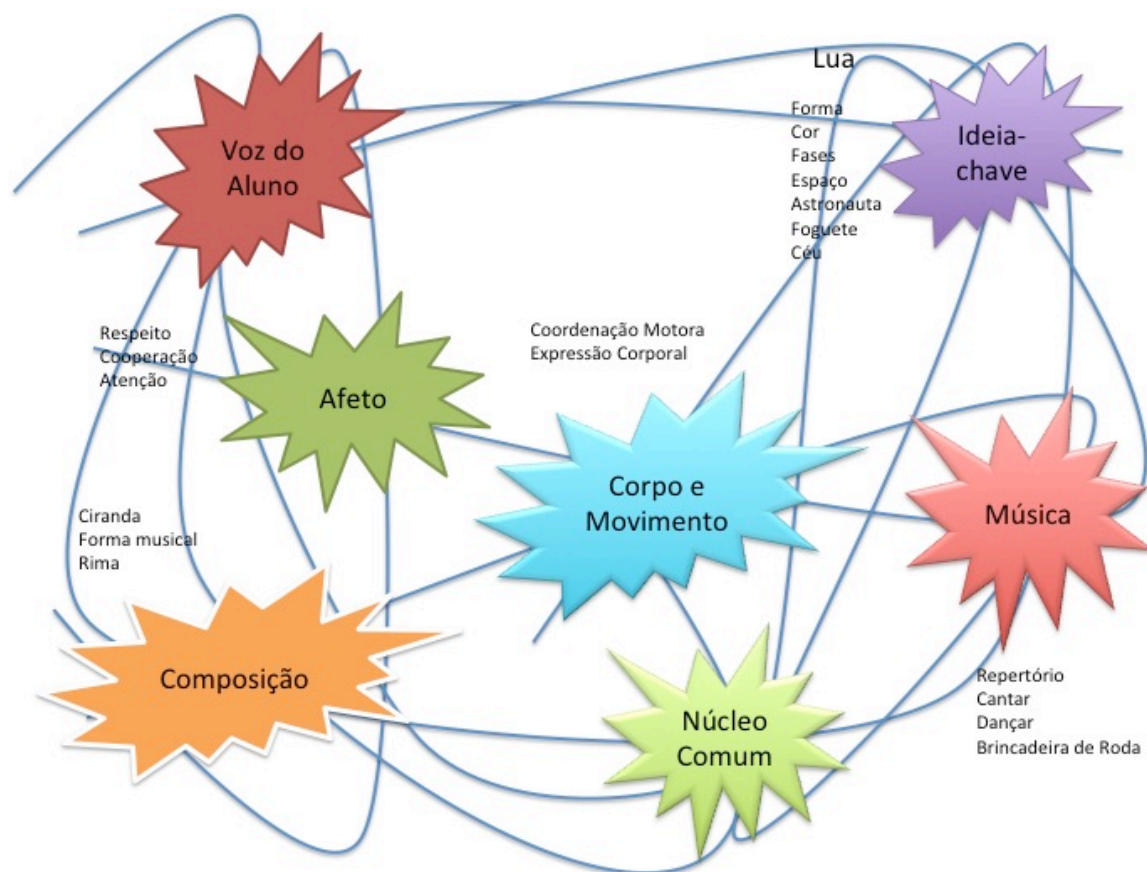 Lua
Forma
Cor
Fases
Espaço
Astronauta
Foguete
Céu
Ideia-
chave
Voz do
Aluno
Respeito
Cooperação
Atenção
Afeto
Coordenação Motora
Expressão Corporal
Corpo e
Movimento
Música
Ciranda
Forma musical
Rima
Composição
Núcleo
Comum
Repertório
Cantar
Dançar
Brincadeira de Roda